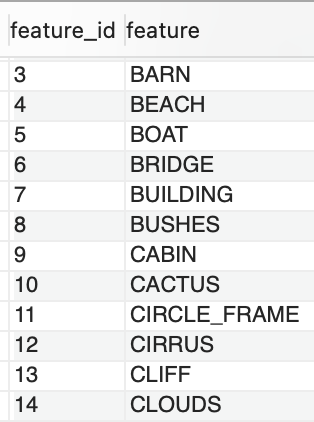 feature_id feature
3 BARN
4 BEACH
5 BOAT
6 BRIDGE
7 BUILDING
8 BUSHES
9 CABIN
10 CACTUS
11 CIRCLE_FRAME
12 CIRRUS
13 CLIFF
14 CLOUDS